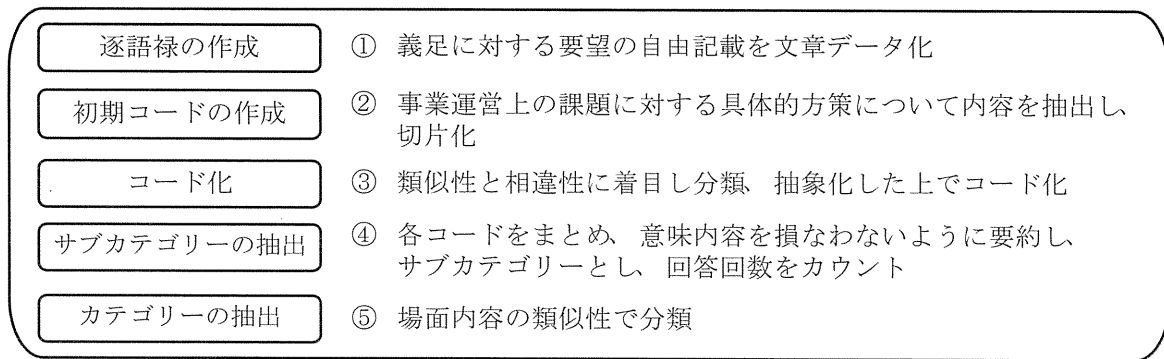 逐語禄の作成 ① 義足に対する要望の自由記載を文章データ化
初期コードの作成 ② 事業運営上の課題に対する具体的方策について内容を抽出し、
切片化
コード化 ③ 類似性と相違性に着目し分類、抽象化した上でコード化
サブカテゴリーの抽出 ④ 各コードをまとめ、意味内容を損なわないように要約し、
サブカテゴリーとし、回答回数をカウント
カテゴリーの抽出 ⑤ 場面内容の類似性で分類